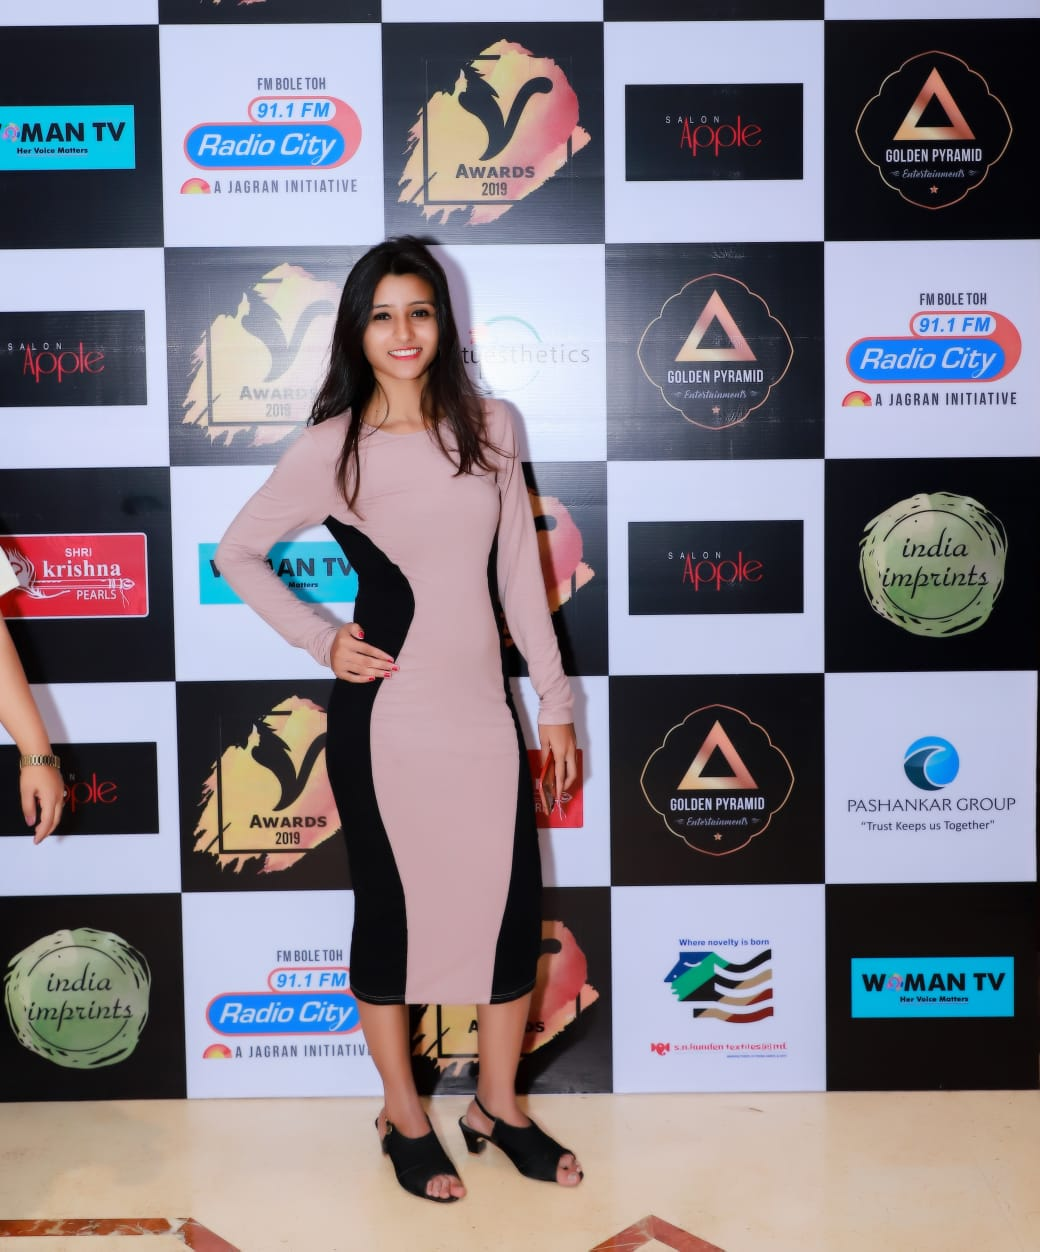 WOMAN TV
Her Voice Matters
FM BOLE TOH
91.1 FM
Radio City
A JAGRAN INITIATIVE
AWARDS
2019
SALON
Apple
GOLDEN PYRAMID
Entertainments
SALON
Apple
AWARDS
2019
tuesthetics
GOLDEN PYRAMID
Entertainments
FM BOLE TOH
91.1 FM
Radio City
A JAGRAN INITIATIVE
SHRI
krishna
PEARLS
W AN TV
Matters
SALON
Apple
india
imprints
N
ple
AWARDS
2019
GOLDEN PYRAMID
Entertainments
PASHANKAR GROUP
"Trust Keeps us Together"
india
imprints
FM BOLE TOH
91.1 FM
Radio City
A JAGRAN INITIATIVE
AWARDS
Where novelty is born
WOMAN TV
Her Voice Matters